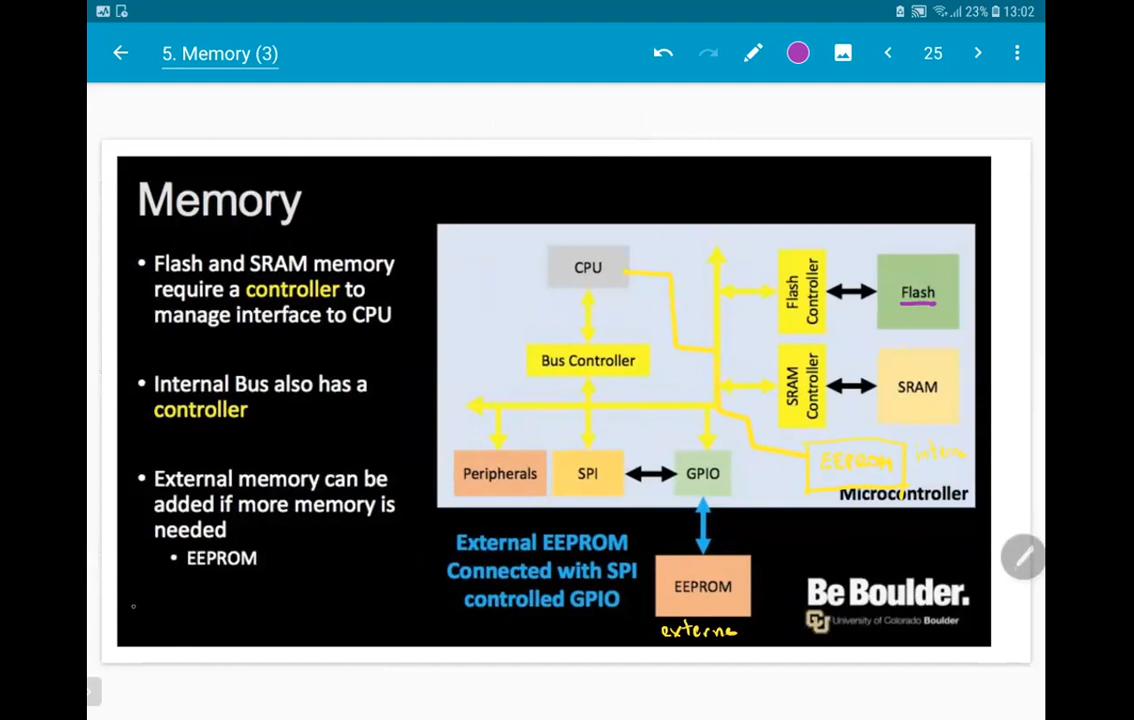 23% 13:02
5. Memory (3)
25
Memory
• Flash and SRAM memory
require a controller to
manage interface to CPU
• Internal Bus also has a
controller
• External memory can be
added if more memory is
needed
• EEPROM
CPU
Bus Controller
Flash
Controller
Flash
SRAM
Controller
SRAM
Peripherals
SPI
GPIO
EEPROM
Microcontroller
External EEPROM
Connected with SPI
controlled GPIO
EEPROM
externe
Be Boulder.
University of Colorado Boulder